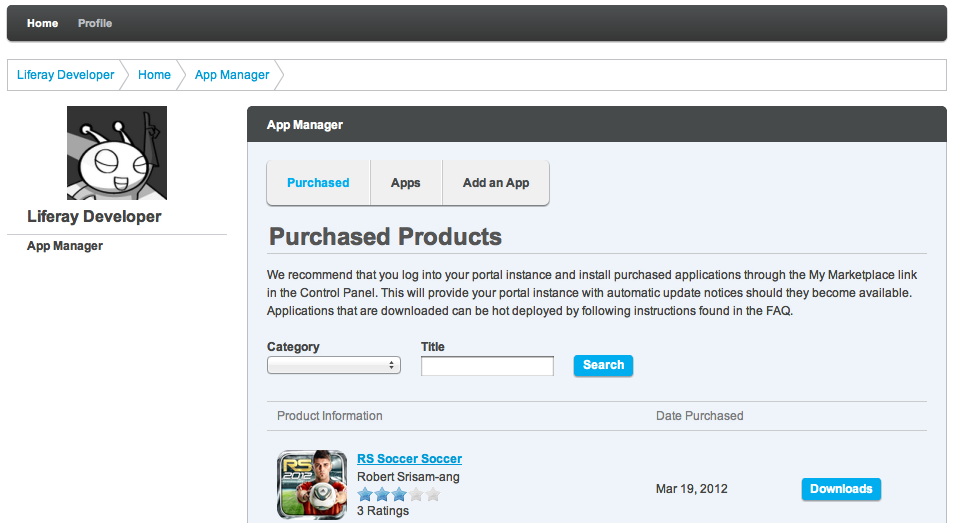 Home Profile
Liferay Developer Home App Manager
Liferay Developer
App Manager
App Manager
Purchased Apps Add an App
Purchased Products
We recommend that you log into your portal instance and install purchased applications through the My Marketplace link
in the Control Panel. This will provide your portal instance with automatic update notices should they become available.
Applications that are downloaded can be hot deployed by following instructions found in the FAQ.
Category Title
Search
Product Information Date Purchased
RS
2012
RS Soccer Soccer
Robert Srisam-ang
3 Ratings
Mar 19, 2012
Downloads